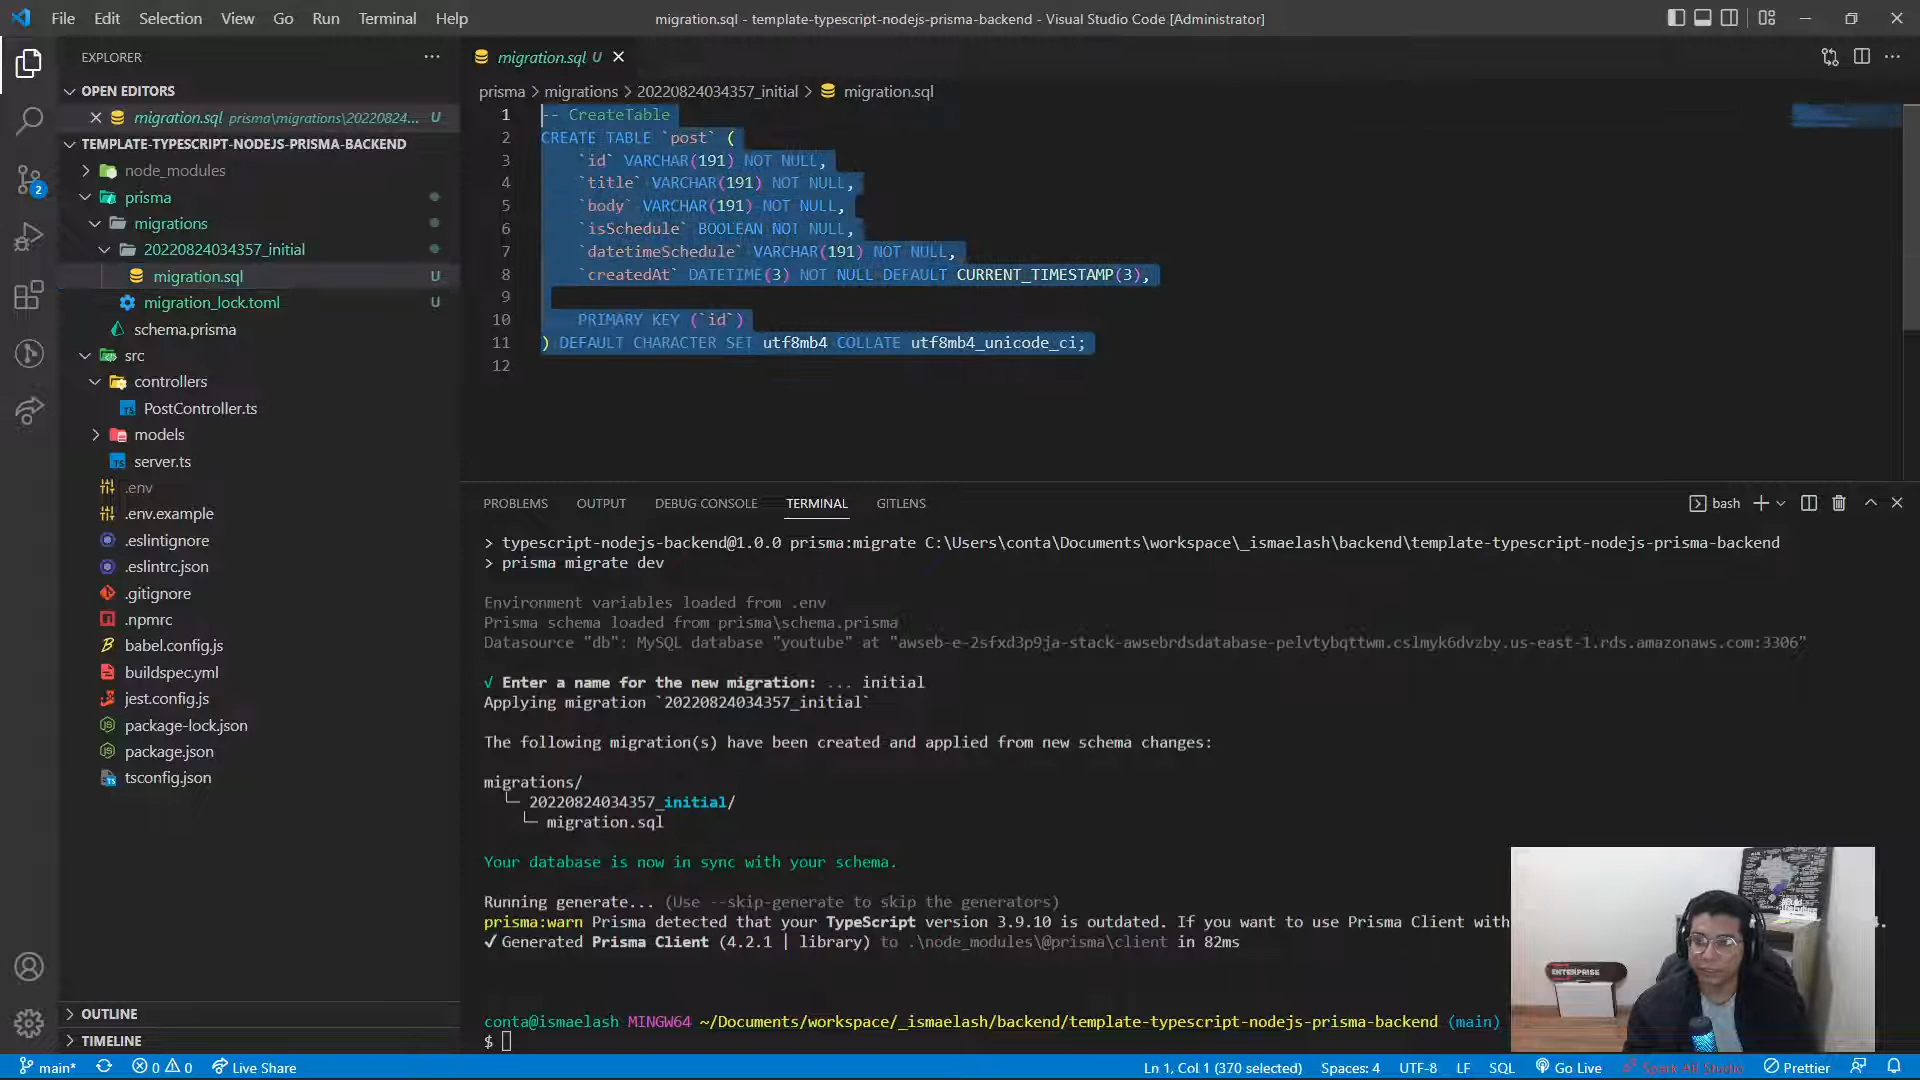 File Edit Selection View Go Run Terminal Help
migration.sql - template-typescript-nodejs-prisma-backend - Visual Studio Code [Administrator]
EXPLORER
OPEN EDITORS
migration.sql prisma\migrations\20220824... U
TEMPLATE-TYPESCRIPT-NODEJS-PRISMA-BACKEND
node_modules
prisma
migrations
20220824034357_initial
migration.sql U
migration_lock.toml U
schema.prisma
src
controllers
PostController.ts
models
server.ts
.env
.env.example
.eslintignore
.eslintrc.json
.gitignore
.npmrc
babel.config.js
buildspec.yml
jest.config.js
package-lock.json
package.json
tsconfig.json
OUTLINE
TIMELINE
2
migration.sql U
prisma > migrations > 20220824034357_initial > migration.sql
1 -- CreateTable
2 CREATE TABLE `post` (
3 `id` VARCHAR(191) NOT NULL,
4 `title` VARCHAR(191) NOT NULL,
5 `body` VARCHAR(191) NOT NULL,
6 `isSchedule` BOOLEAN NOT NULL,
7 `datetimeSchedule` VARCHAR(191) NOT NULL,
8 `createdAt` DATETIME(3) NOT NULL DEFAULT CURRENT_TIMESTAMP(3),
9
10 PRIMARY KEY (`id`)
11 ) DEFAULT CHARACTER SET utf8mb4 COLLATE utf8mb4_unicode_ci;
12
PROBLEMS OUTPUT DEBUG CONSOLE TERMINAL GITLENS
bash
> typescript-nodejs-backend@1.0.0 prisma:migrate C:\Users\conta\Documents\workspace\_ismaelash\backend\template-typescript-nodejs-prisma-backend
> prisma migrate dev
Environment variables loaded from .env
Prisma schema loaded from prisma\schema.prisma
Datasource "db": MySQL database "youtube" at "awseb-e-2sfxd3p9ja-stack-awsebrdsdatabase-pelvtybqttwm.cslmyk6dvzby.us-east-1.rds.amazonaws.com:3306"
√ Enter a name for the new migration: ... initial
Applying migration `20220824034357_initial`
The following migration(s) have been created and applied from new schema changes:
migrations/
└─ 20220824034357_initial/
└─ migration.sql
Your database is now in sync with your schema.
Running generate... (Use --skip-generate to skip the generators)
prisma:warn Prisma detected that your TypeScript version 3.9.10 is outdated. If you want to use Prisma Client with
✔ Generated Prisma Client (4.2.1 | library) to .\node_modules\@prisma\client in 82ms
conta@ismaelash MINGW64 ~/Documents/workspace/_ismaelash/backend/template-typescript-nodejs-prisma-backend (main)
$
ENTERPRISE
main* 0 0 Live Share
Ln 1, Col 1 (370 selected) Spaces: 4 UTF-8 LF SQL Go Live Spark AR Studio Prettier